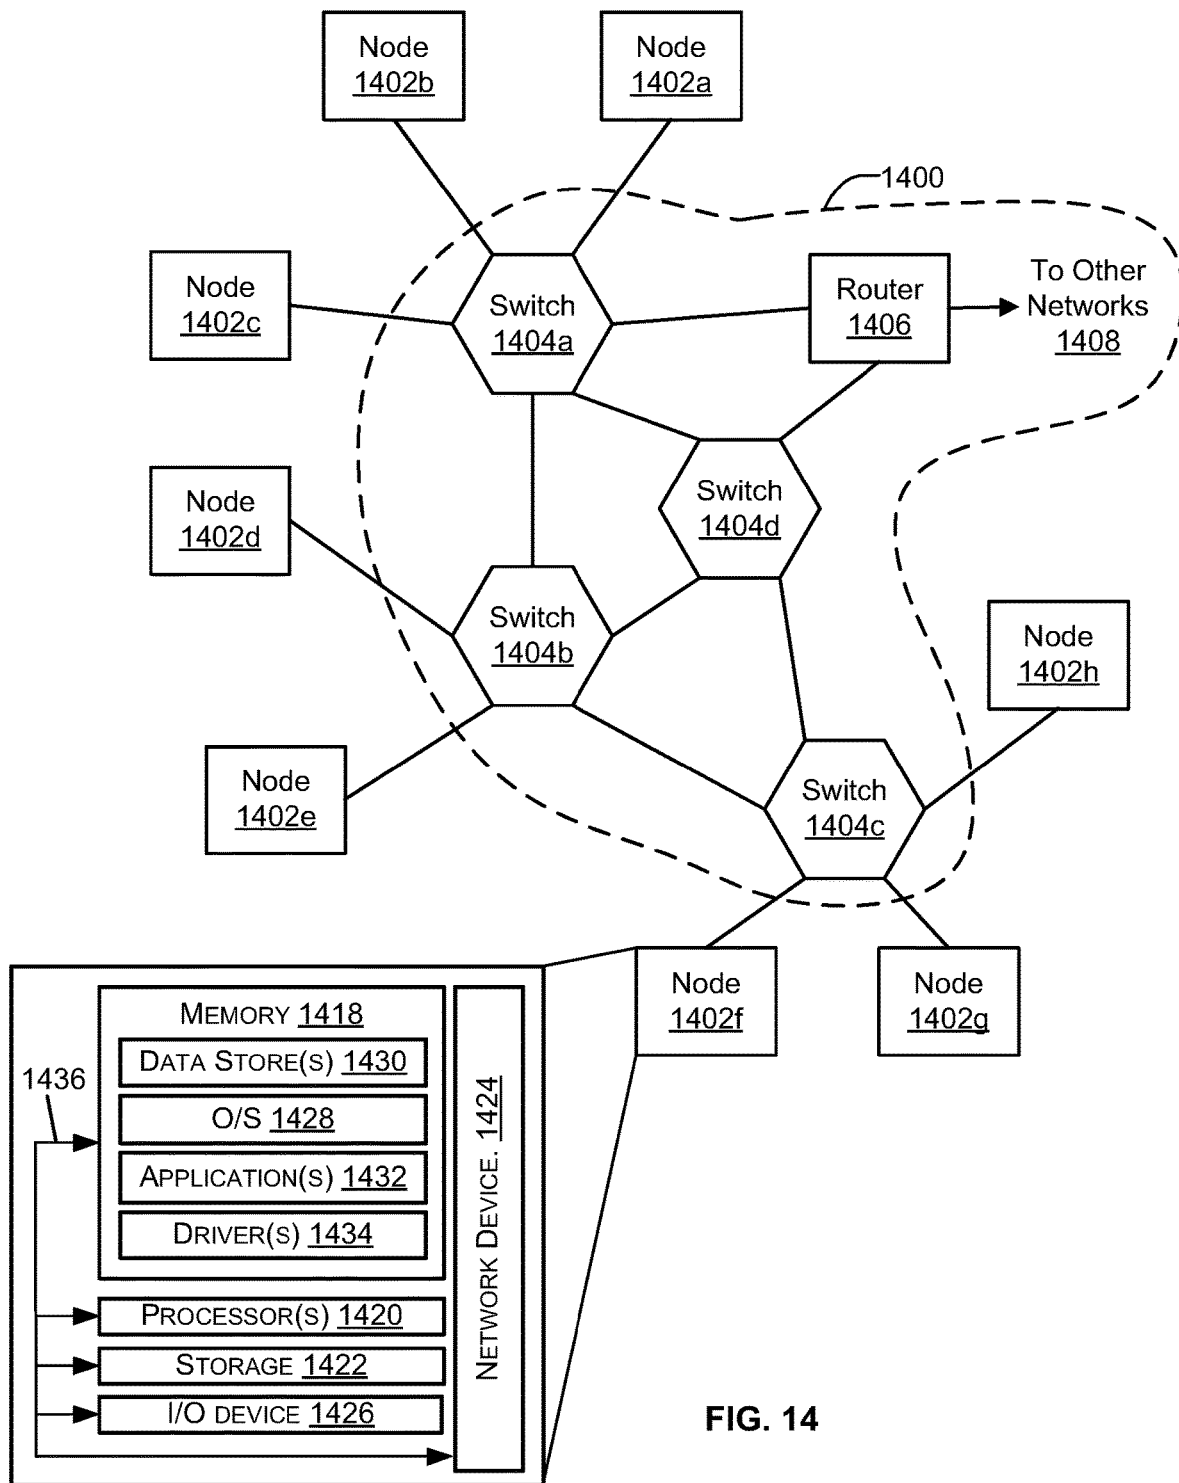 Node
1402b
Node
1402a
1400
Node
1402c
Switch
1404a
Router
1406
To Other
Networks
1408
Node
1402d
Switch
1404d
Switch
1404b
Node
1402h
Node
1402e
Switch
1404c
Node
1402f
Node
1402g
MEMORY 1418
DATA STORE(S) 1430
1436
O/S 1428
APPLICATION(S) 1432
DRIVER(S) 1434
NETWORK DEVICE. 1424
PROCESSOR(S) 1420
STORAGE 1422
I/O DEVICE 1426
FIG. 14